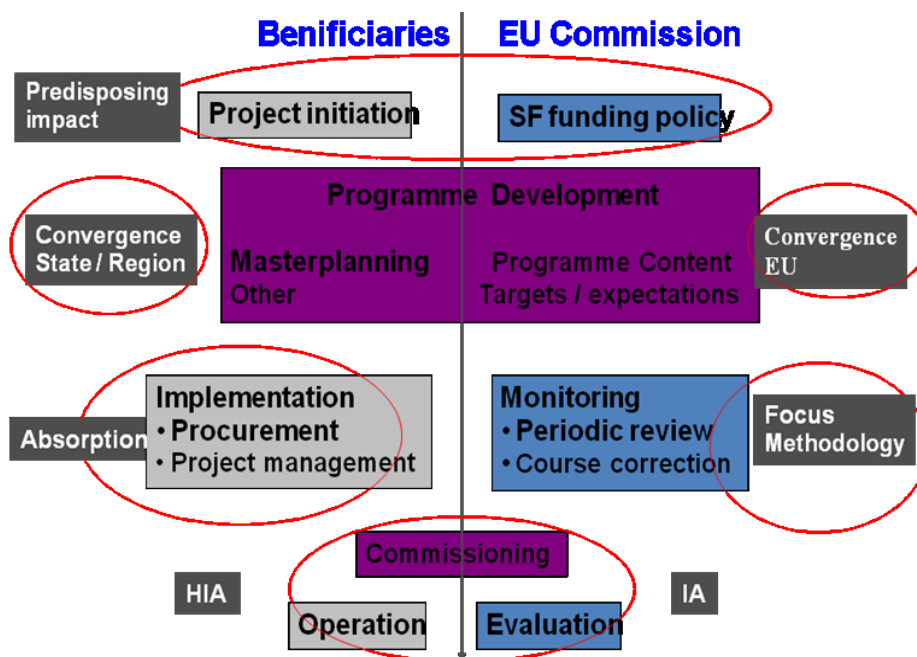 Benificiaries EU Commission
Predisposing
impact
Project initiation
SF funding policy
Programme Development
Convergence
State / Region
Masterplanning
Other
Programme Content
Targets / expectations
Convergence
EU
Absorption
Implementation
• Procurement
• Project management
Monitoring
• Periodic review
• Course correction
Focus
Methodology
Commissioning
HIA
Operation
Evaluation
IA